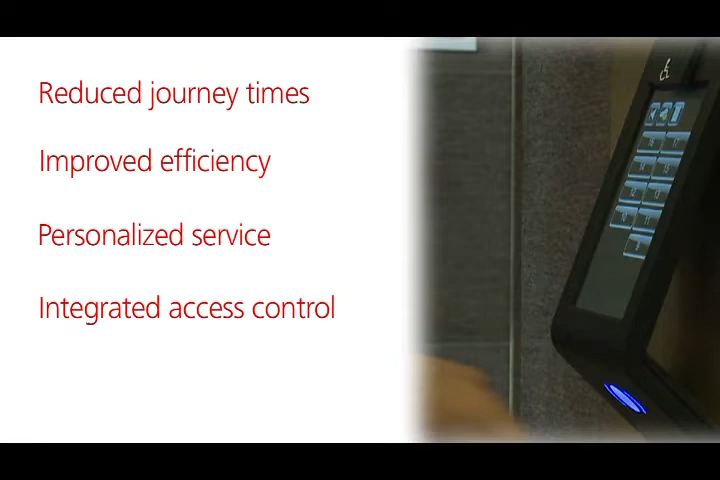 Reduced journey times
Improved efficiency
Personalized service
Integrated access control